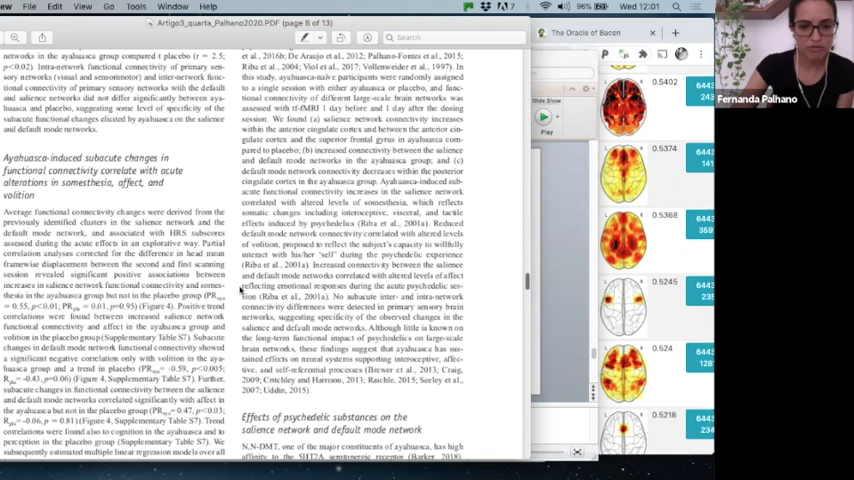 ew File Edit View Go Tools Window Help
7 96% Wed 12:01
Artigo3_quarta_Palhano2020.PDF (page 8 of 13)
Search
networks in the ayahuasca group compared t placebo (r = 2.5;
p<0.02). Intra-network functional connectivity of primary sen-
sory networks (visual and sensorimotor) and inter-network func-
tional connectivity of primary sensory networks with the default
and salience networks did not differ significantly between aya-
huasca and placebo, suggesting some level of specificity of the
subacute functional changes elicited by ayahuasca on the salience
and default mode networks.
Ayahuasca-induced subacute changes in
functional connectivity correlate with acute
alterations in somesthesia, affect, and
volition
Average functional connectivity changes were derived from the
previously identified clusters in the salience network and the
default mode network, and associated with HRS subscores
assessed during the acute effects in an explorative way. Partial
correlation analyses corrected for the difference in head mean
framewise displacement between the second and first scanning
session revealed significant positive associations between
increases in salience network functional connectivity and somes-
thesia in the ayahuasca group but not in the placebo group (PR
= 0.55, p<0.01; PR = 0.01, p=0.95) (Figure 4). Positive trend
correlations were found between increased salience network
functional connectivity and affect in the ayahuasca group and
volition in the placebo group (Supplementary Table S7). Subacute
changes in default mode network functional connectivity showed
a significant negative correlation only with volition in the aya-
huasca group and a trend in placebo = -0.59, p<0.005;
R = -0.43, p=0.06) (Figure 4, Supplementary Table S7). Further,
subacute changes in functional connectivity between the salience
and default mode networks correlated significantly with affect in
the ayahuasca but not in the placebo group = 0.47, p<0.03;
R = -0.06, p = 0.81) (Figure 4, Supplementary Table S7). Trend
correlations were found also to cognition in the ayahuasca and to
perception in the placebo group (Supplementary Table S7). We
subsequently estimated multiple linear regression models over all
et al., 2016b; De Araujo et al., 2012; Palhano-Fontes et al., 2015;
Riba et al., 2004; Viol et al., 2017; Vollenweider et al., 1997). In
this study, ayahuasca-naïve participants were randomly assigned
to a single session with either ayahuasca or placebo, and func-
tional connectivity of different large-scale brain networks was
assessed with rs-fMRI 1 day before and 1 day after the dosing
session. We found (a) salience network connectivity increases
within the anterior cingulate cortex and between the anterior cin-
gulate cortex and the superior frontal gyrus in ayahuasca com-
pared to placebo; (b) increased connectivity between the salience
and default mode networks in the ayahuasca group; and (c)
default mode network connectivity decreases within the posterior
cingulate cortex in the ayahuasca group. Ayahuasca-induced sub-
acute functional connectivity increases in the salience network
correlated with altered levels of somesthesia, which reflects
somatic changes including interoceptive, visceral, and tactile
effects induced by psychedelics (Riba et al., 2001a). Reduced
default mode network connectivity correlated with altered levels
of volition, proposed to reflect the subject's capacity to willfully
interact with his/her 'self' during the psychedelic experience
(Riba et al., 2001a). Increased connectivity between the salience
and default mode networks correlated with altered levels of affect
reflecting emotional responses during the acute psychedelic ses-
sion (Riba et al., 2001a). No subacute inter- and intra-network
connectivity differences were detected in primary sensory brain
networks, suggesting specificity of the observed changes in the
salience and default mode networks. Although little is known on
the long-term functional impact of psychedelics on large-scale
brain networks, these findings suggest that ayahuasca has sus-
tained effects on neural systems supporting interoceptive, affec-
tive, and self-referential processes (Brewer et al., 2013; Craig,
2009; Critchley and Harrison, 2013; Raichle, 2015; Seeley et al.,
2007; Uddin, 2015).
Effects of psychedelic substances on the
salience network and default mode network
N,N-DMT, one of the major constituents of ayahuasca, has high
affinity to the 5HT2A serotonergic receptor (Barker, 2018).
The Oracle of Bacon
Slide Show
Play
0.5402
6443
243
0.5374
6443
141
0.5368
6443
359
0.5245
6443
235
0.524
6443
128
0.5218
6443
234
Fernanda Palhano